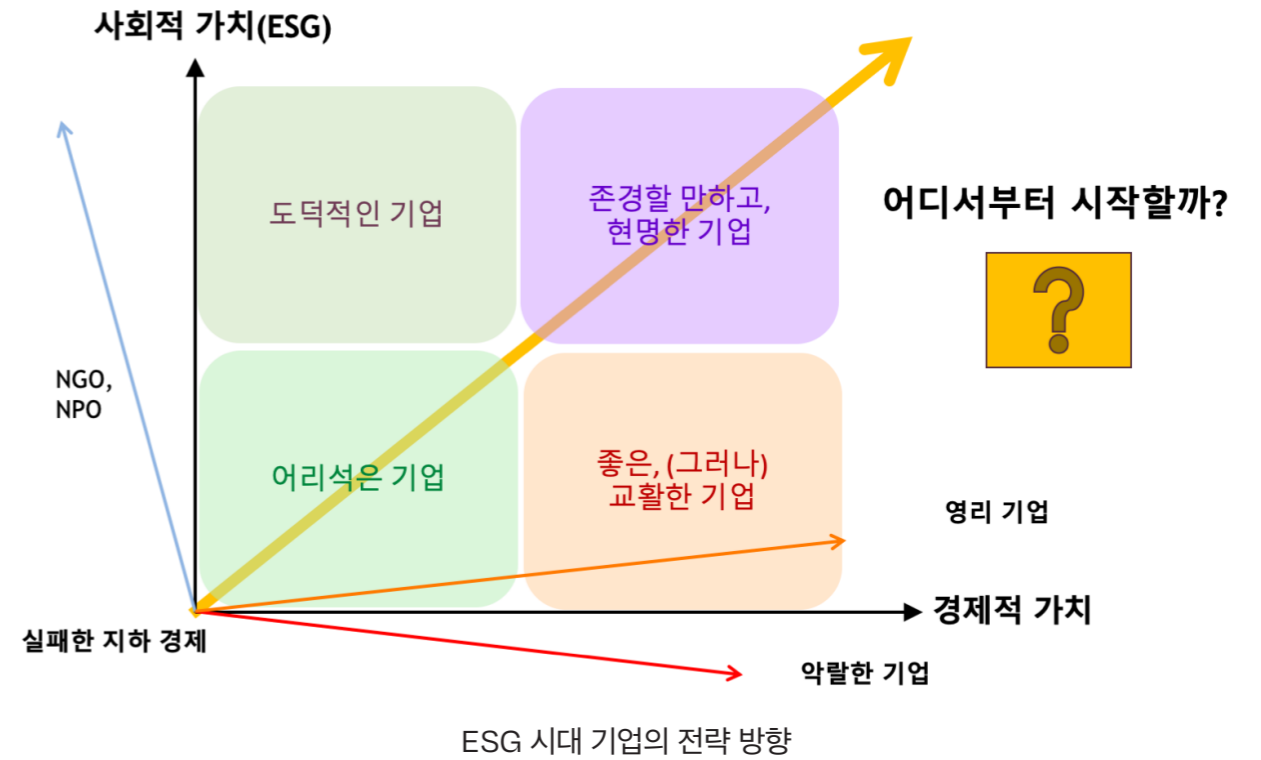 사회적 가치(ESG)
도덕적인 기업
존경할 만하고,
현명한 기업
어디서부터 시작할까?
?
NGO,
NPO
어리석은 기업
좋은, (그러나)
교활한 기업
영리 기업
경제적 가치
실패한 지하 경제
악랄한 기업
ESG 시대 기업의 전략 방향